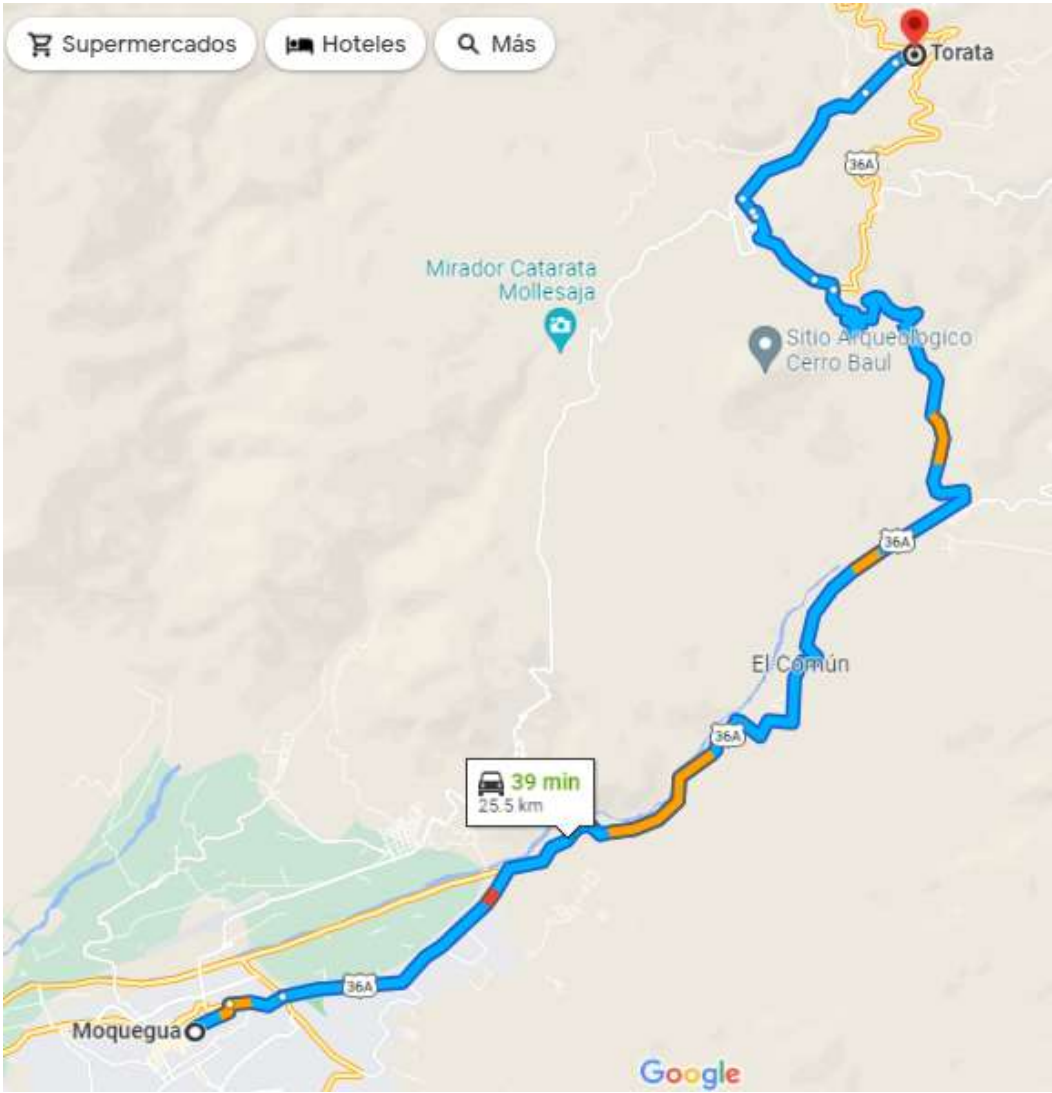 Supermercados
Hoteles
Más
Torata
36A
Mirador Catarata
Mollesaja
Sitio Arqueologico
Cerro Baul
36A
El Común
36A
39 min
25.5 km
36A
Moquegua
Google